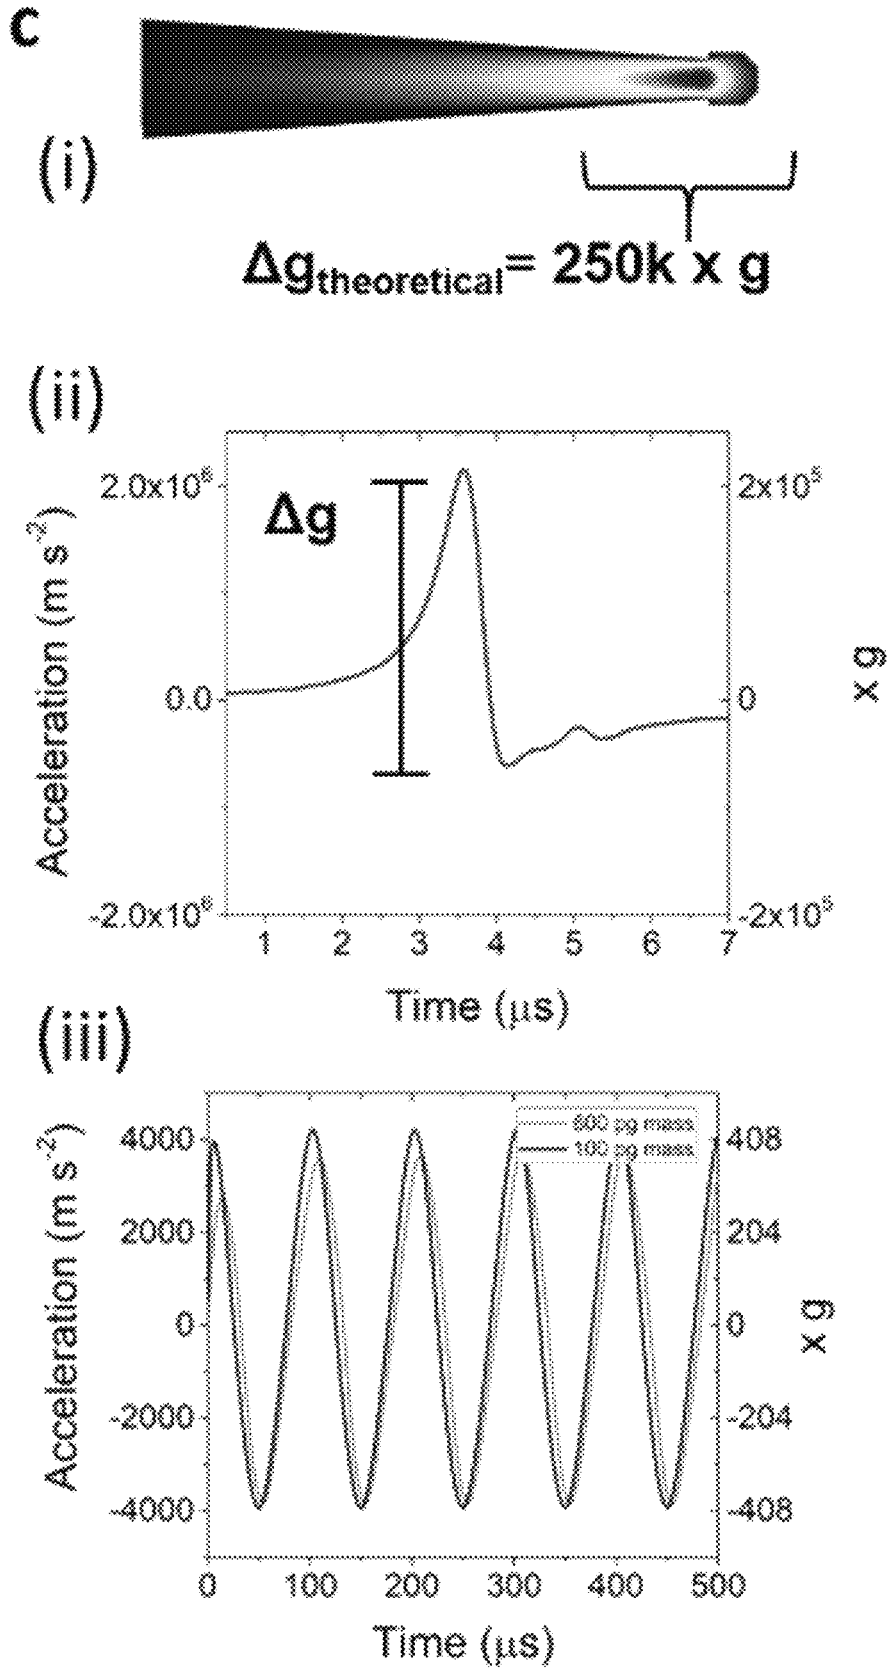 c
(i)
Δg_theoretical = 250k x g
(ii)
Acceleration (m s⁻²)
2.0x10⁶
0.0
-2.0x10⁶
Δg
2x10⁵
0
-2x10⁵
x g
1 2 3 4 5 6 7
Time (μs)
(iii)
Acceleration (m s⁻²)
4000
2000
0
-2000
-4000
600 pg mass
100 pg mass
408
204
0
-204
-408
x g
0 100 200 300 400 500
Time (μs)